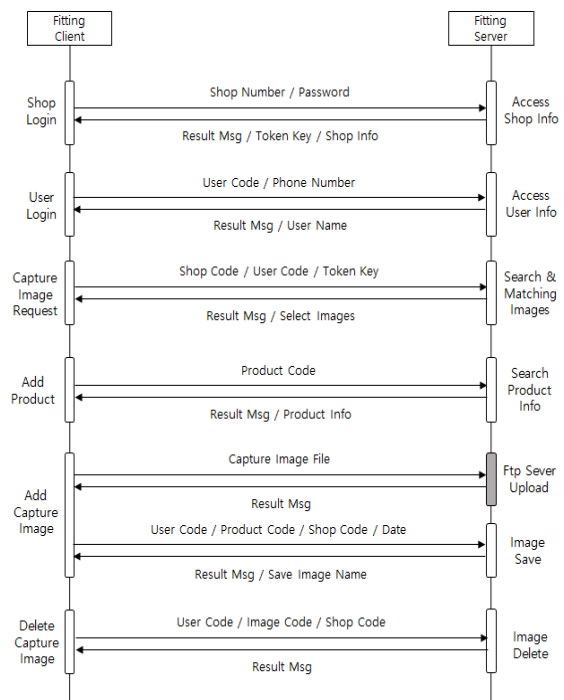 Fitting
Client
Fitting
Server
Shop
Login
Shop Number / Password
Result Msg / Token Key / Shop Info
Access
Shop Info
User
Login
User Code / Phone Number
Result Msg / User Name
Access
User Info
Capture
Image
Request
Shop Code / User Code / Token Key
Result Msg / Select Images
Search &
Matching
Images
Add
Product
Product Code
Result Msg / Product Info
Search
Product
Info
Add
Capture
Image
Capture Image File
Result Msg
Ftp Sever
Upload
User Code / Product Code / Shop Code / Date
Result Msg / Save Image Name
Image
Save
Delete
Capture
Image
User Code / Image Code / Shop Code
Result Msg
Image
Delete